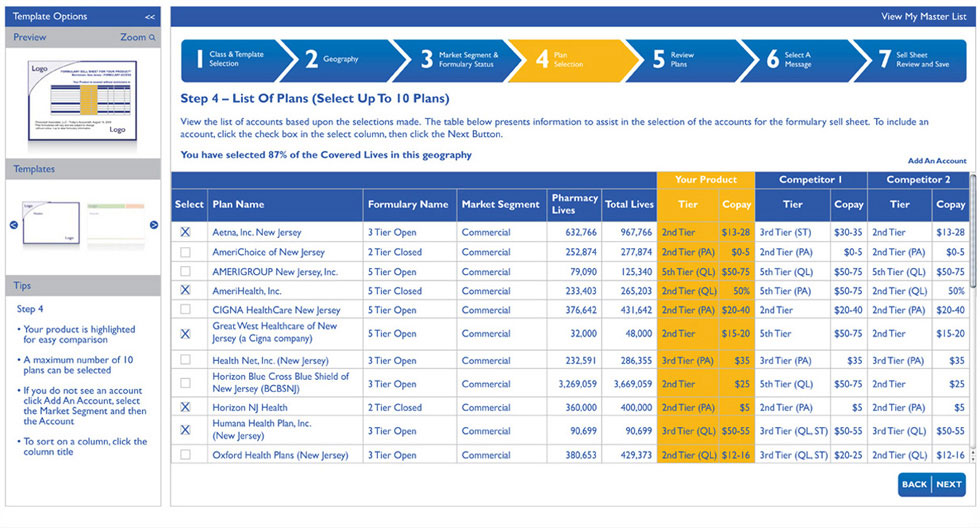 Template Options <<
Preview Zoom
Logo
FORMULARY SELL SHEET FOR YOUR PRODUCT
Logo
Templates
Logo
Logo
Tips
Step 4
• Your product is highlighted
for easy comparison
• A maximum number of 10
plans can be selected
• If you do not see an account
click Add An Account, select
the Market Segment and then
the Account
• To sort on a column, click the
column title
View My Master List
1 Class & Template
Selection
2 Geography
3 Market Segment &
Formulary Status
4 Plan
Selection
5 Review
Plans
6 Select A
Message
7 Sell Sheet
Review and Save
Step 4 – List Of Plans (Select Up To 10 Plans)
View the list of accounts based upon the selections made. The table below presents information to assist in the selection of the accounts for the formulary sell sheet. To include an
account, click the check box in the select column, then click the Next Button.
You have selected 87% of the Covered Lives in this geography
Add An Account
Your Product Competitor 1 Competitor 2
Select Plan Name Formulary Name Market Segment Pharmacy
Lives Total Lives Tier Copay Tier Copay Tier Copay
X Aetna, Inc. New Jersey 3 Tier Open Commercial 632,766 967,766 2nd Tier $13-28 3rd Tier (ST) $30-35 2nd Tier $13-28
AmeriChoice of New Jersey 2 Tier Closed Commercial 252,874 277,874 2nd Tier (PA) $0-5 2nd Tier (PA) $0-5 2nd Tier (PA) $0-5
AMERIGROUP New Jersey, Inc. 5 Tier Open Commercial 79,090 125,340 5th Tier (QL) $50-75 5th Tier (QL) $50-75 5th Tier (QL) $50-75
X AmeriHealth, Inc. 5 Tier Closed Commercial 233,403 265,203 2nd Tier (QL) 50% 5th Tier (PA) $50-75 2nd Tier (QL) 50%
CIGNA HealthCare New Jersey 5 Tier Open Commercial 376,642 431,642 2nd Tier (PA) $20-40 2nd Tier $20-40 2nd Tier (PA) $20-40
X Great West Healthcare of New
Jersey (a Cigna company) 5 Tier Open Commercial 32,000 48,000 2nd Tier $15-20 5th Tier $50-75 2nd Tier $15-20
Health Net, Inc. (New Jersey) 3 Tier Open Commercial 232,591 286,355 3rd Tier (PA) $35 3rd Tier (PA) $35 3rd Tier (PA) $35
Horizon Blue Cross Blue Shield of
New Jersey (BCBSNJ) 3 Tier Open Commercial 3,269,059 3,669,059 2nd Tier $25 5th Tier (QL) $50-75 2nd Tier $25
X Horizon NJ Health 2 Tier Closed Commercial 360,000 400,000 2nd Tier (PA) $5 2nd Tier (PA) $5 2nd Tier (PA) $5
X Humana Health Plan, Inc.
(New Jersey) 3 Tier Open Commercial 90,699 90,699 3rd Tier (QL) $50-55 3rd Tier (QL, ST) $50-55 3rd Tier (QL) $50-55
Oxford Health Plans (New Jersey) 3 Tier Open Commercial 380,653 429,373 2nd Tier (QL) $12-16 3rd Tier (QL, ST) $20-25 2nd Tier (QL) $12-16
BACK NEXT